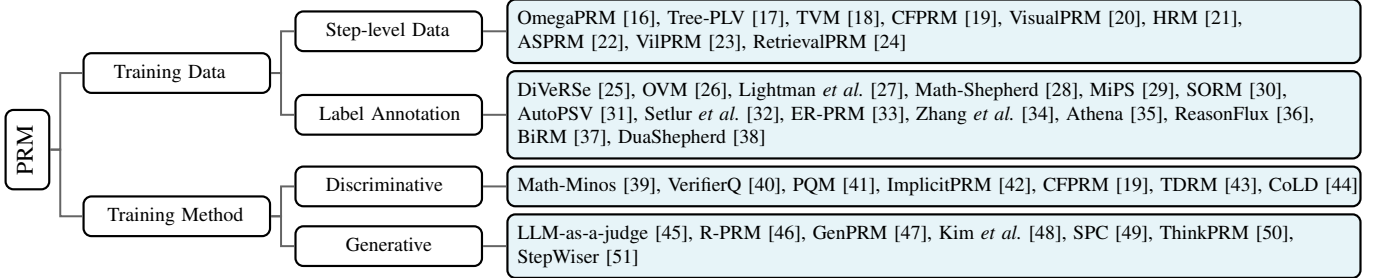 PRM
Training Data
Step-level Data
OmegaPRM [16], Tree-PLV [17], TVM [18], CFPRM [19], VisualPRM [20], HRM [21],
ASPRM [22], VilPRM [23], RetrievalPRM [24]
Label Annotation
DiVeRSe [25], OVM [26], Lightman et al. [27], Math-Shepherd [28], MiPS [29], SORM [30],
AutoPSV [31], Setlur et al. [32], ER-PRM [33], Zhang et al. [34], Athena [35], ReasonFlux [36],
BiRM [37], DuaShepherd [38]
Training Method
Discriminative
Math-Minos [39], VerifierQ [40], PQM [41], ImplicitPRM [42], CFPRM [19], TDRM [43], CoLD [44]
Generative
LLM-as-a-judge [45], R-PRM [46], GenPRM [47], Kim et al. [48], SPC [49], ThinkPRM [50],
StepWiser [51]